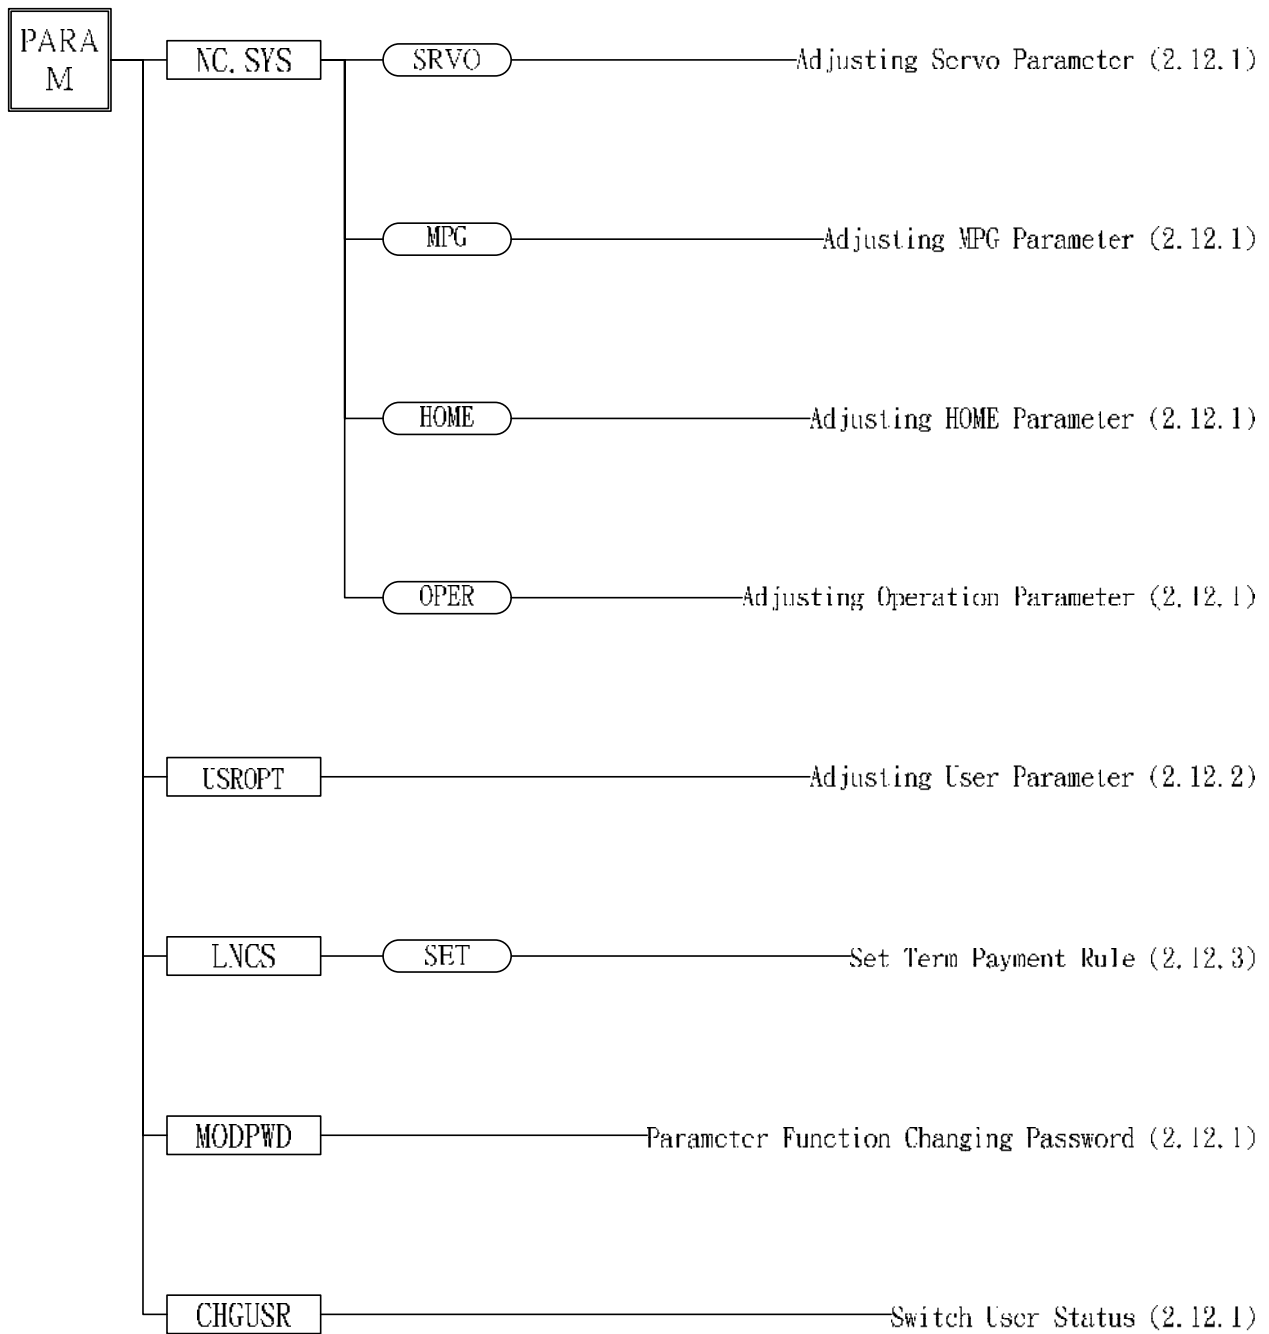 PARA
M
NC. SYS
SRVO
Adjusting Servo Parameter (2.12.1)
MPG
Adjusting MPG Parameter (2.12.1)
HOME
Adjusting HOME Parameter (2.12.1)
OPER
Adjusting Operation Parameter (2.12.1)
USROPT
Adjusting User Parameter (2.12.2)
LNCS
SET
Set Term Payment Rule (2.12.3)
MODPWD
Parameter Function Changing Password (2.12.1)
CHGUSR
Switch User Status (2.12.1)